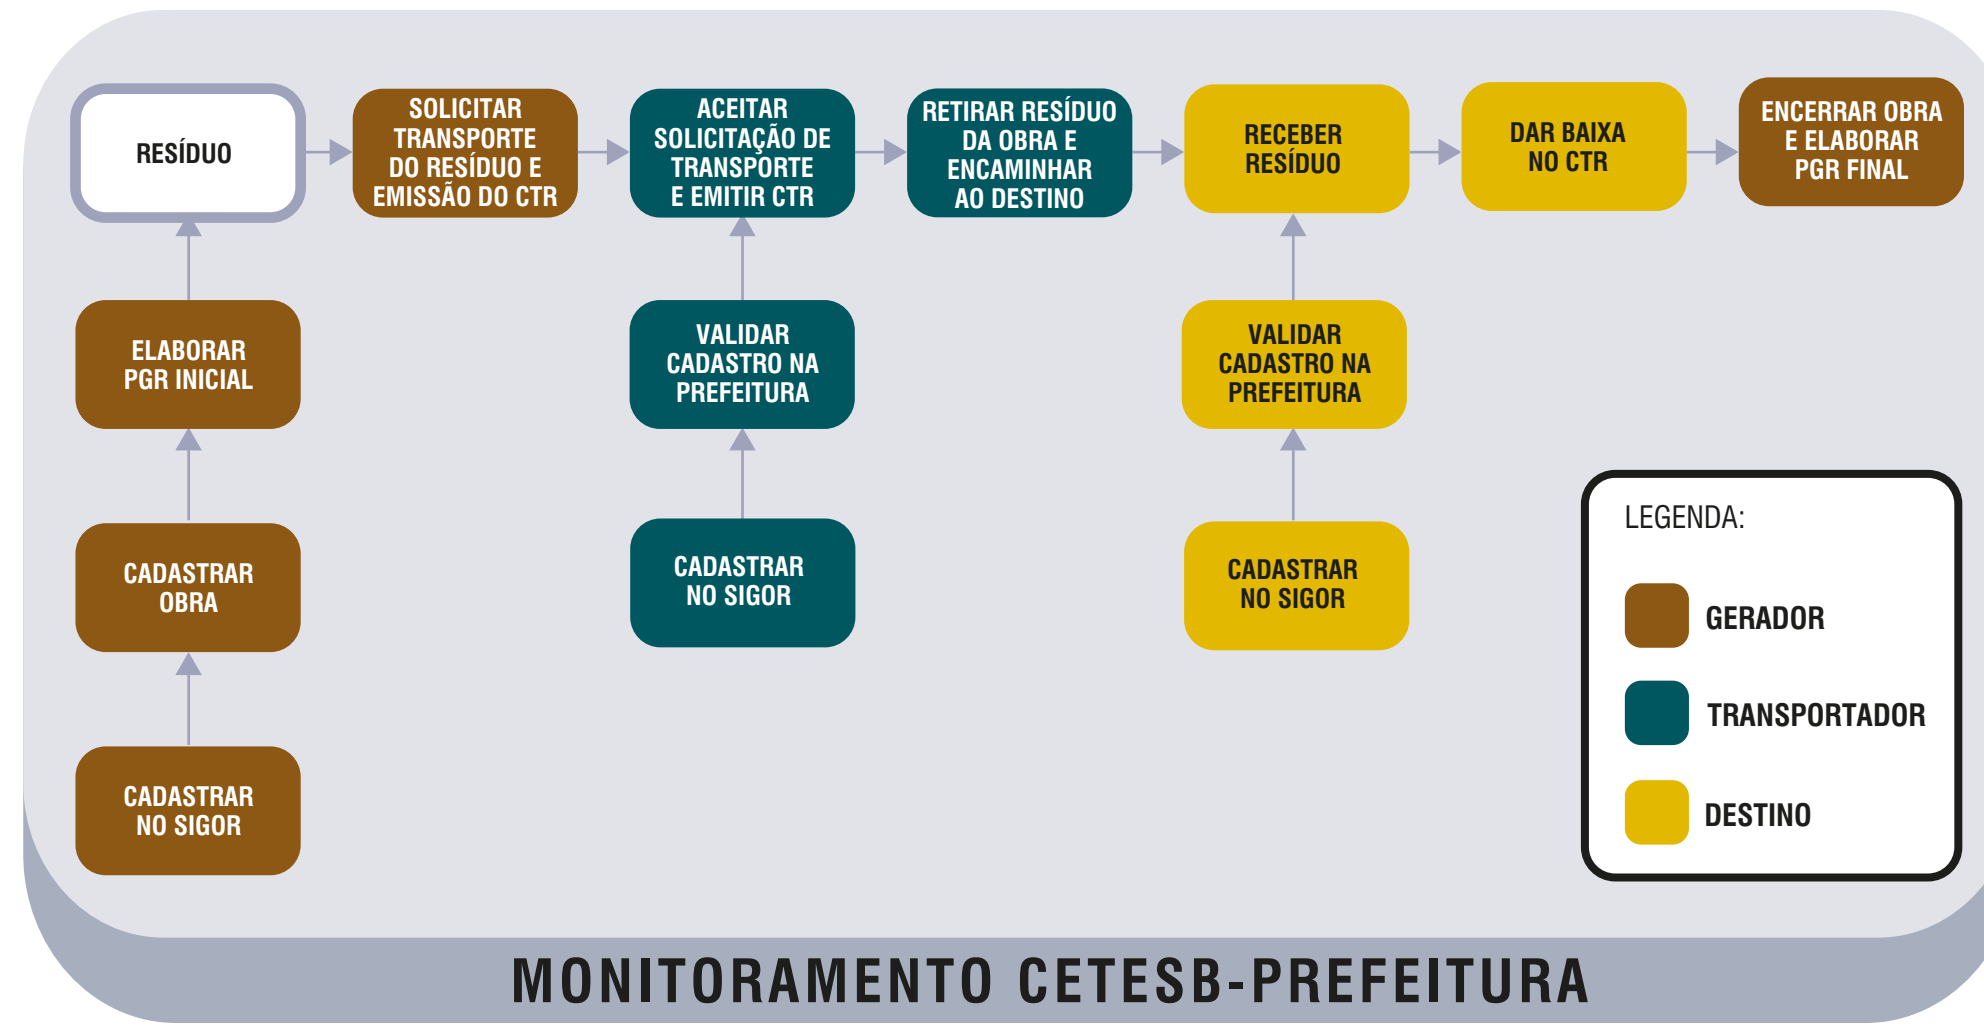 RESÍDUO
SOLICITAR
TRANSPORTE
DO RESÍDUO E
EMISSÃO DO CTR
ACEITAR
SOLICITAÇÃO DE
TRANSPORTE
E EMITIR CTR
RETIRAR RESÍDUO
DA OBRA E
ENCAMINHAR
AO DESTINO
RECEBER
RESÍDUO
DAR BAIXA
NO CTR
ENCERRAR OBRA
E ELABORAR
PGR FINAL
ELABORAR
PGR INICIAL
VALIDAR
CADASTRO NA
PREFEITURA
VALIDAR
CADASTRO NA
PREFEITURA
CADASTRAR
OBRA
CADASTRAR
NO SIGOR
CADASTRAR
NO SIGOR
CADASTRAR
NO SIGOR
LEGENDA:
GERADOR
TRANSPORTADOR
DESTINO
MONITORAMENTO CETESB-PREFEITURA